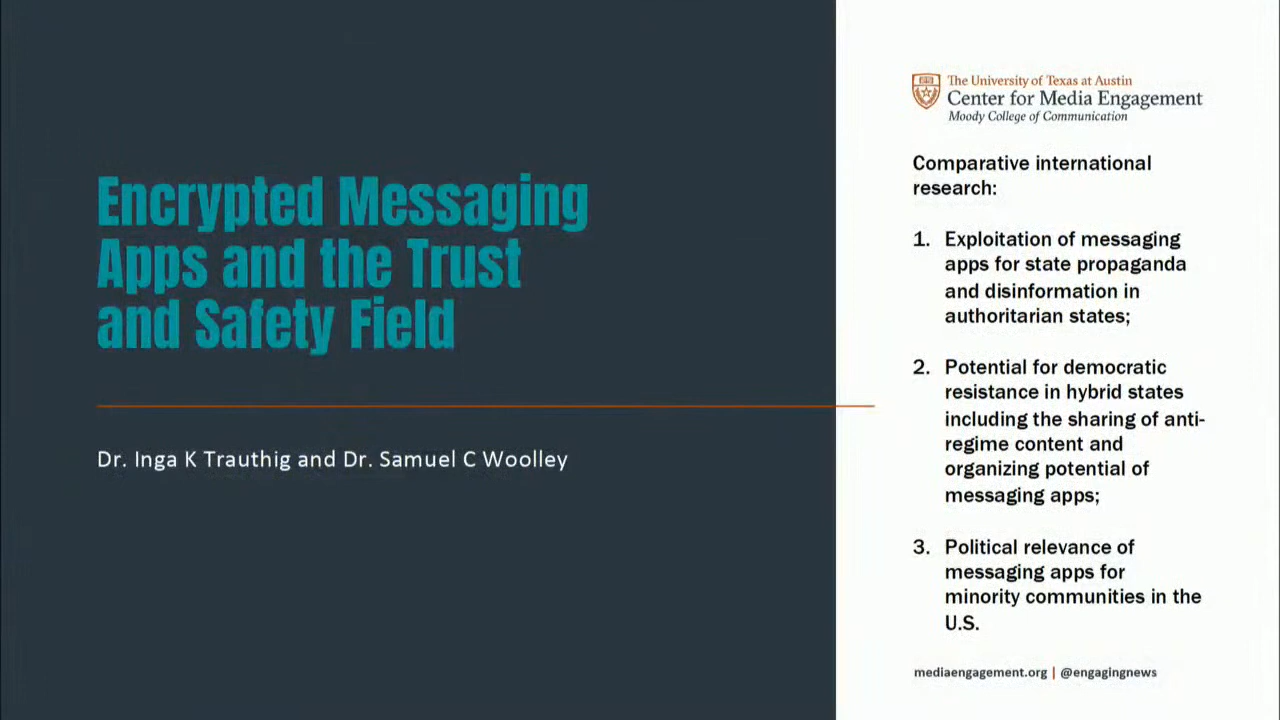 Encrypted Messaging
Apps and the Trust
and Safety Field
Dr. Inga K Trauthig and Dr. Samuel C Woolley
The University of Texas at Austin
Center for Media Engagement
Moody College of Communication
Comparative international
research:
1. Exploitation of messaging
apps for state propaganda
and disinformation in
authoritarian states;
2. Potential for democratic
resistance in hybrid states
including the sharing of anti-
regime content and
organizing potential of
messaging apps;
3. Political relevance of
messaging apps for
minority communities in the
U.S.
mediaengagement.org | @engagingnews